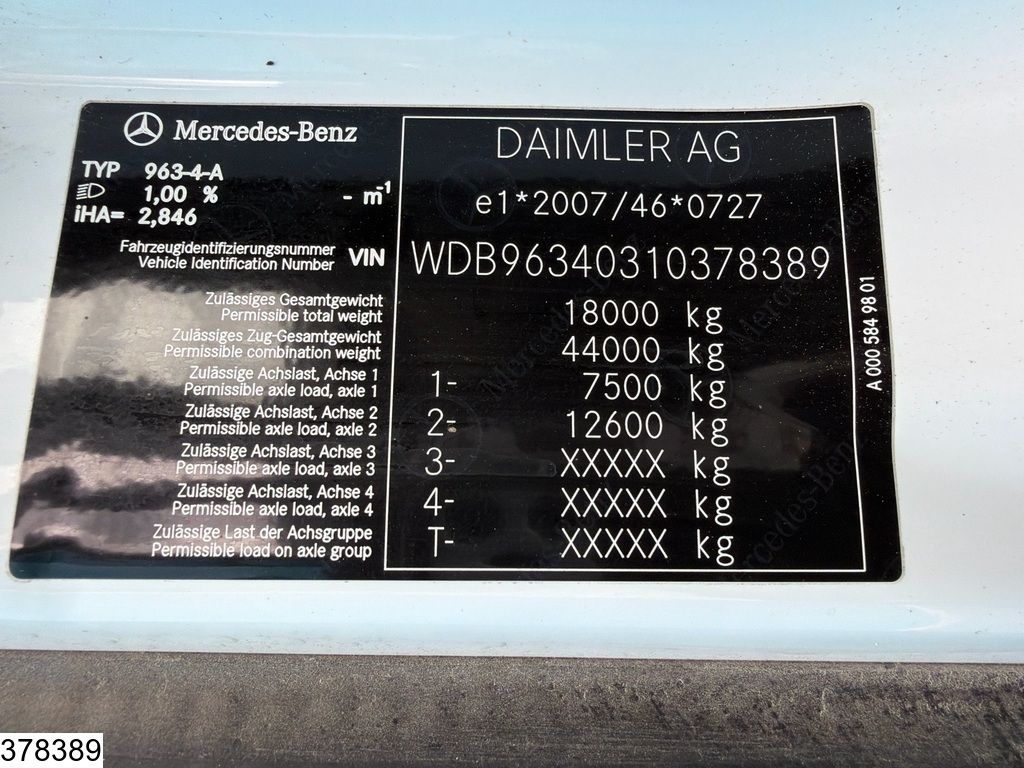 Mercedes-Benz
DAIMLER AG
TYP 963-4-A
1,00 % - m-1
iHA= 2,846
e1*2007/46*0727
Fahrzeugidentifizierungsnummer
Vehicle Identification Number VIN WDB96340310378389
Zulässiges Gesamtgewicht
Permissible total weight 18000 kg
Zulässiges Zug-Gesamtgewicht
Permissible combination weight 44000 kg
Zulässige Achslast, Achse 1
Permissible axle load, axle 1 1- 7500 kg
Zulässige Achslast, Achse 2
Permissible axle load, axle 2 2- 12600 kg
Zulässige Achslast, Achse 3
Permissible axle load, axle 3 3- XXXXX kg
Zulässige Achslast, Achse 4
Permissible axle load, axle 4 4- XXXXX kg
Zulässige Last der Achsgruppe
Permissible load on axle group T- XXXXX kg
A 000 584 98 01
378389